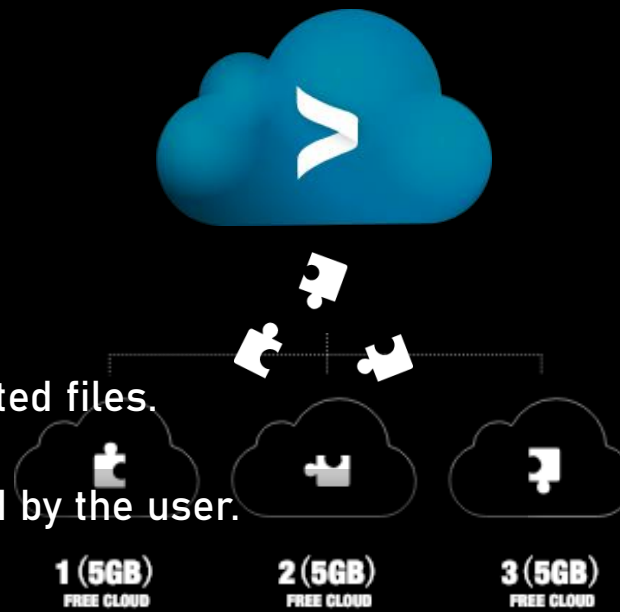 ted files.
by the user.
1 (5GB) 2 (5GB) 3 (5GB)
FREE CLOUD FREE CLOUD FREE CLOUD